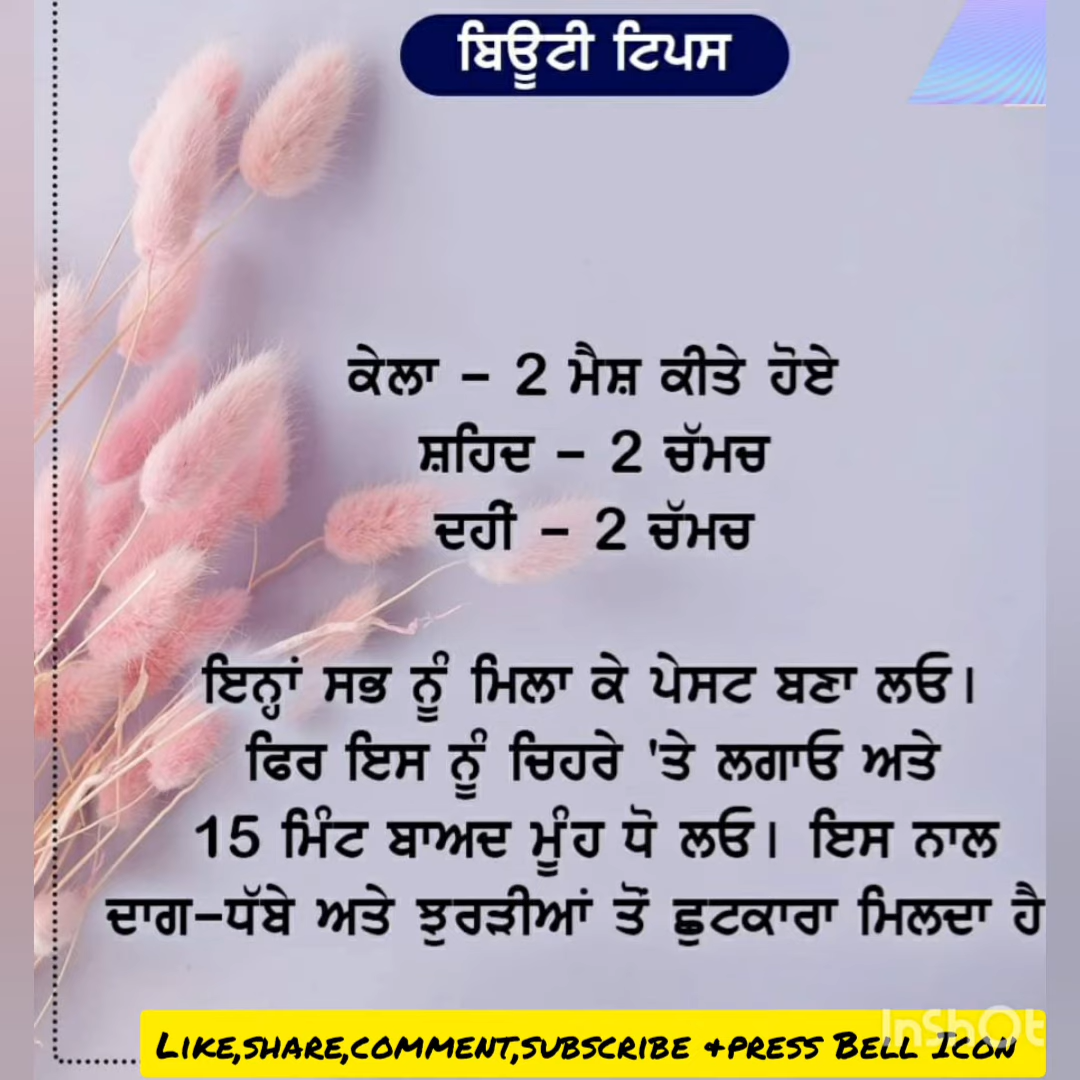 ਬਿਊਟੀ ਟਿਪਸ
ਕੇਲਾ – 2 ਮੈਸ਼ ਕੀਤੇ ਹੋਏ
ਸ਼ਹਿਦ – 2 ਚੱਮਚ
ਦਹੀਂ – 2 ਚੱਮਚ
ਇਨ੍ਹਾਂ ਸਭ ਨੂੰ ਮਿਲਾ ਕੇ ਪੇਸਟ ਬਣਾ ਲਓ।
ਫਿਰ ਇਸ ਨੂੰ ਚਿਹਰੇ 'ਤੇ ਲਗਾਓ ਅਤੇ
15 ਮਿੰਟ ਬਾਅਦ ਮੂੰਹ ਧੋ ਲਓ। ਇਸ ਨਾਲ
ਦਾਗ–ਧੱਬੇ ਅਤੇ ਝੁਰੜੀਆਂ ਤੋਂ ਛੁਟਕਾਰਾ ਮਿਲਦਾ ਹੈ
InShOt
LIKE,SHARE,COMMENT,SUBSCRIBE +PRESS BELL ICON